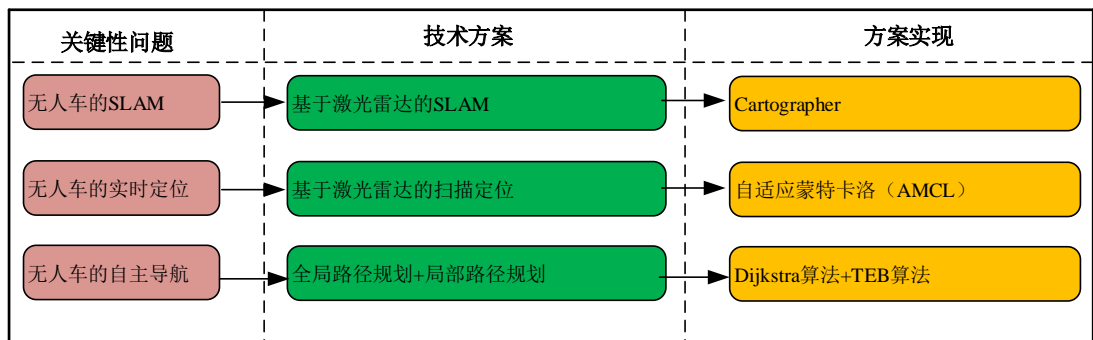 关键性问题
技术方案
方案实现
无人车的SLAM
基于激光雷达的SLAM
Cartographer
无人车的实时定位
基于激光雷达的扫描定位
自适应蒙特卡洛（AMCL）
无人车的自主导航
全局路径规划+局部路径规划
Dijkstra算法+TEB算法